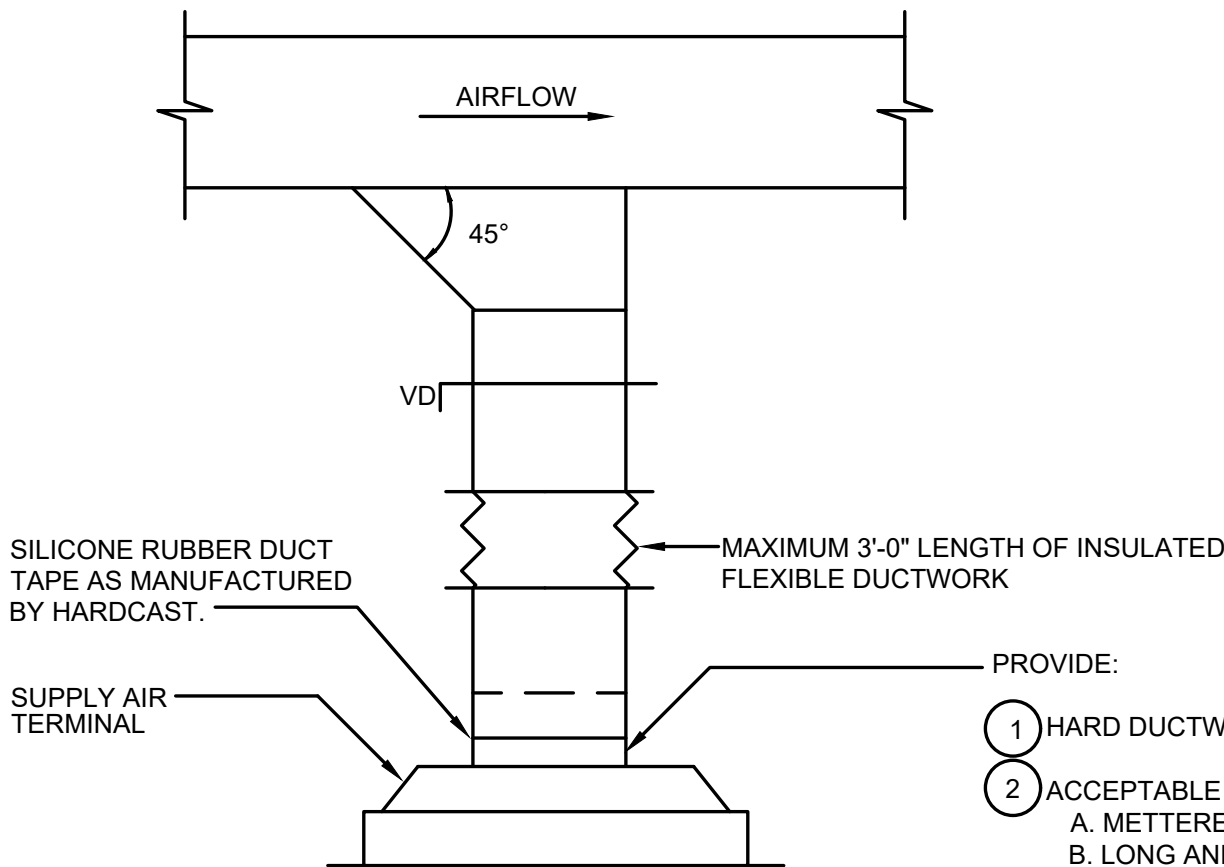 AIRFLOW
45°
VD
SILICONE RUBBER DUCT
TAPE AS MANUFACTURED
BY HARDCAST.
MAXIMUM 3'-0" LENGTH OF INSULATED
FLEXIBLE DUCTWORK
SUPPLY AIR
TERMINAL
PROVIDE:
1 HARD DUCTW
2 ACCEPTABLE
A. METTERE
B. LONG AN